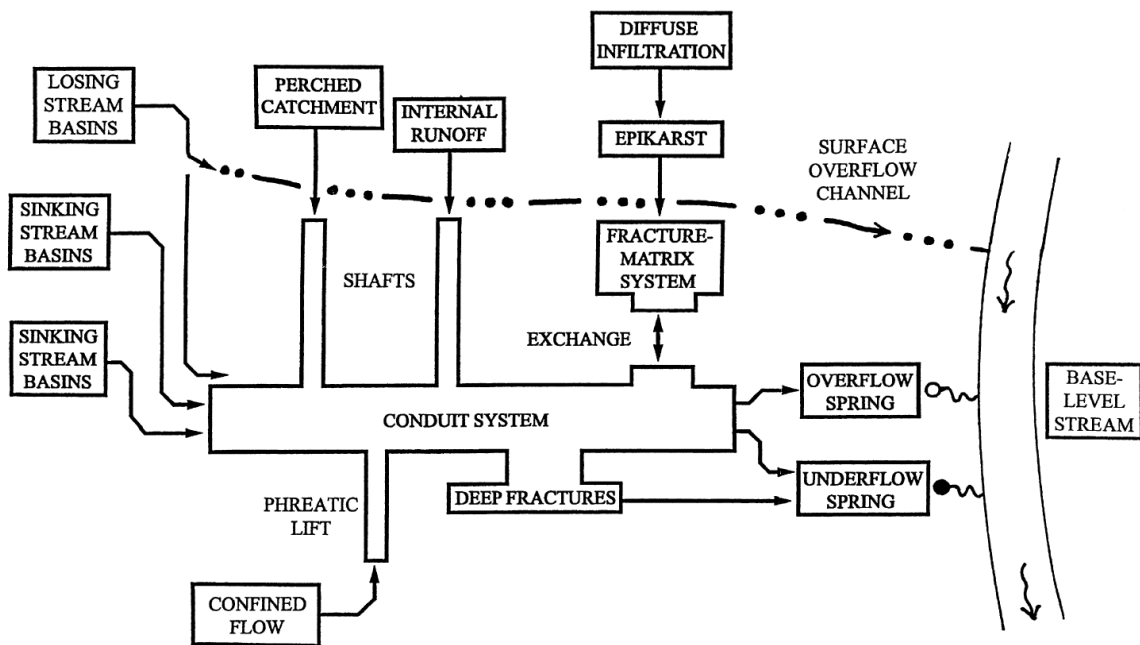 DIFFUSE
INFILTRATION
LOSING
STREAM
BASINS
PERCHED
CATCHMENT
INTERNAL
RUNOFF
EPIKARST
SURFACE
OVERFLOW
CHANNEL
SINKING
STREAM
BASINS
SHAFTS
FRACTURE-
MATRIX
SYSTEM
EXCHANGE
SINKING
STREAM
BASINS
CONDUIT SYSTEM
OVERFLOW
SPRING
BASE-
LEVEL
STREAM
PHREATIC
LIFT
DEEP FRACTURES
UNDERFLOW
SPRING
CONFINED
FLOW